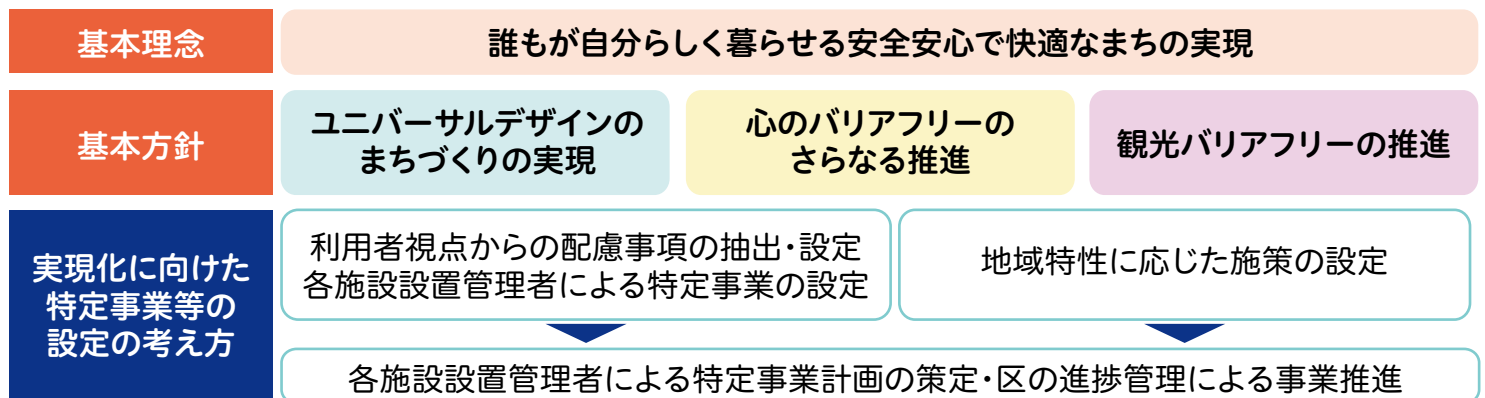 基本理念
誰もが自分らしく暮らせる安全安心で快適なまちの実現
基本方針
ユニバーサルデザインの
まちづくりの実現
心のバリアフリーの
さらなる推進
観光バリアフリーの推進
実現化に向けた
特定事業等の
設定の考え方
利用者視点からの配慮事項の抽出・設定
各施設設置管理者による特定事業の設定
地域特性に応じた施策の設定
各施設設置管理者による特定事業計画の策定・区の進捗管理による事業推進